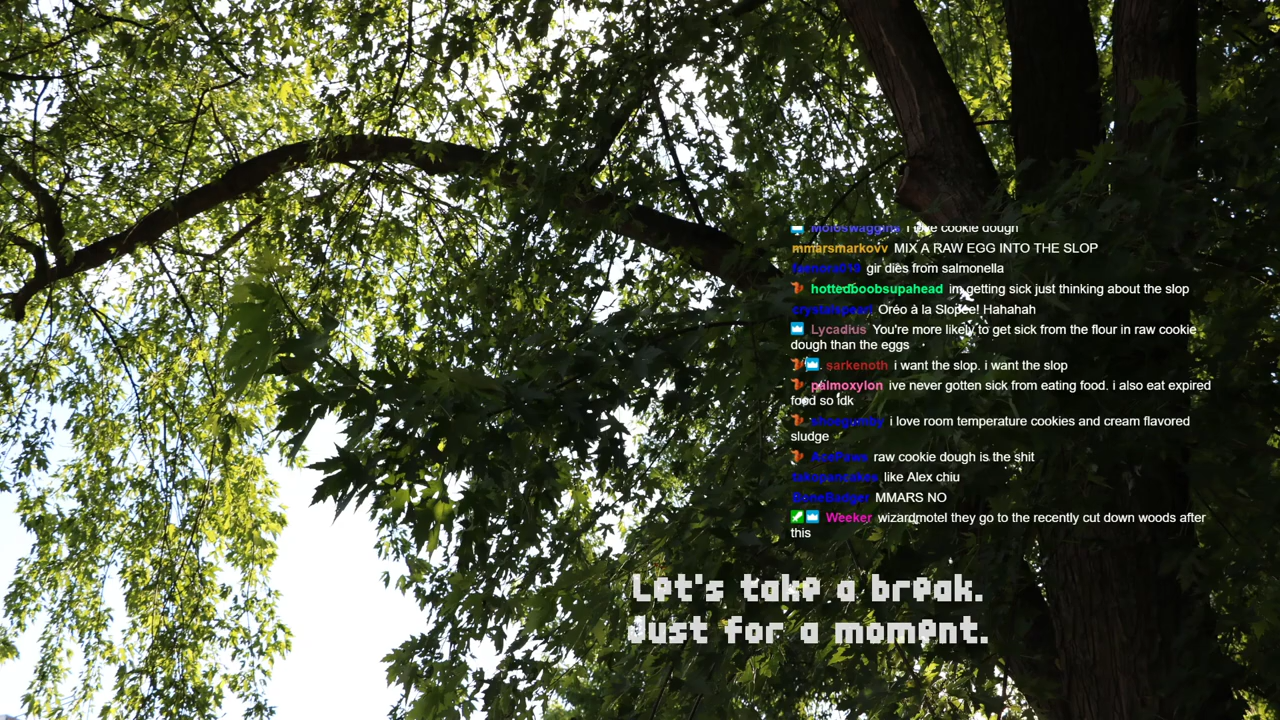 Moloswaggins i love cookie dough
mmarsmarkovv MIX A RAW EGG INTO THE SLOP
gir dies from salmonella
hottedboobsupahead im getting sick just thinking about the slop
Oréo à la Slopée! Hahahah
Lycadius You're more likely to get sick from the flour in raw cookie
dough than the eggs
sarkenoth i want the slop. i want the slop
palmoxylon ive never gotten sick from eating food. i also eat expired
food so idk
shoegumby i love room temperature cookies and cream flavored
sludge
raw cookie dough is the shit
like Alex chiu
BoneBadger MMARS NO
Weeker wizardmotel they go to the recently cut down woods after
this
Let's take a break.
Just for a moment.